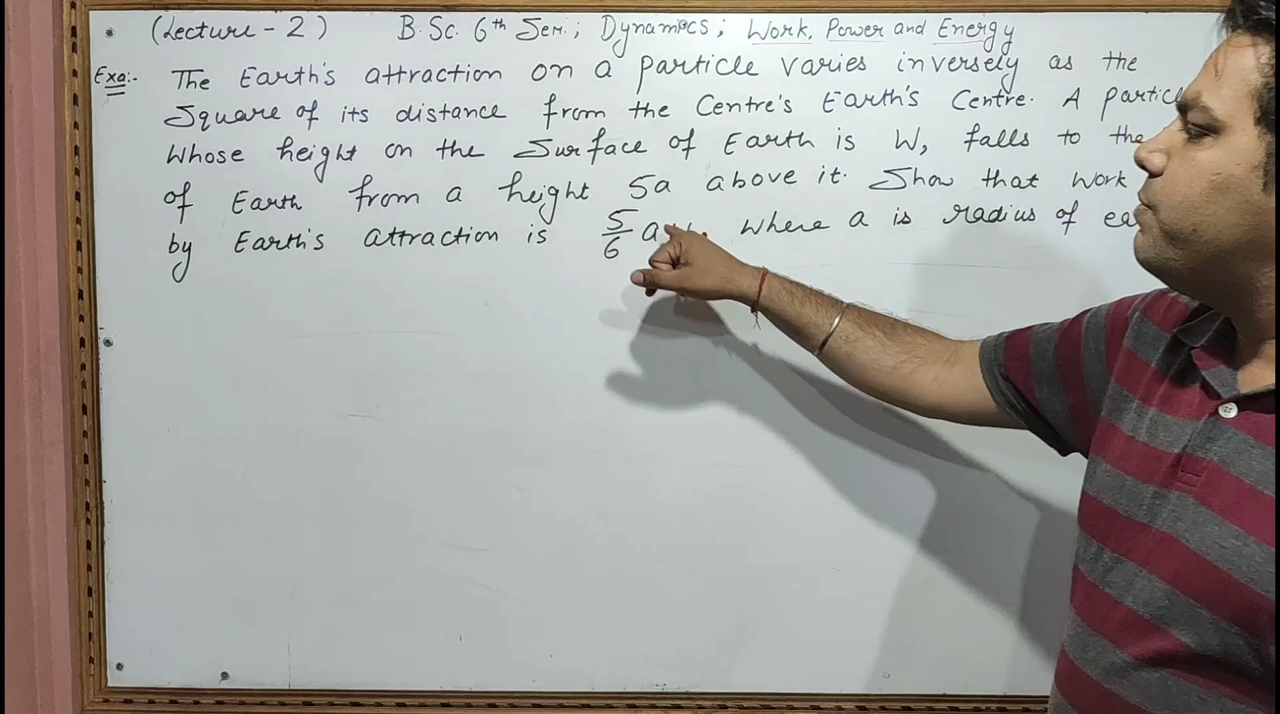 (Lecture - 2) B.Sc. 6th Sem.; Dynamics; Work, Power and Energy
Exa:- The Earth's attraction on a particle varies inversely as the
Square of its distance from the Centre's Earth's Centre. A partic
Whose height on the Surface of Earth is W, falls to the
of Earth from a height 5a above it. Show that work
by Earth's attraction is 5/6 a where a is radius of ea